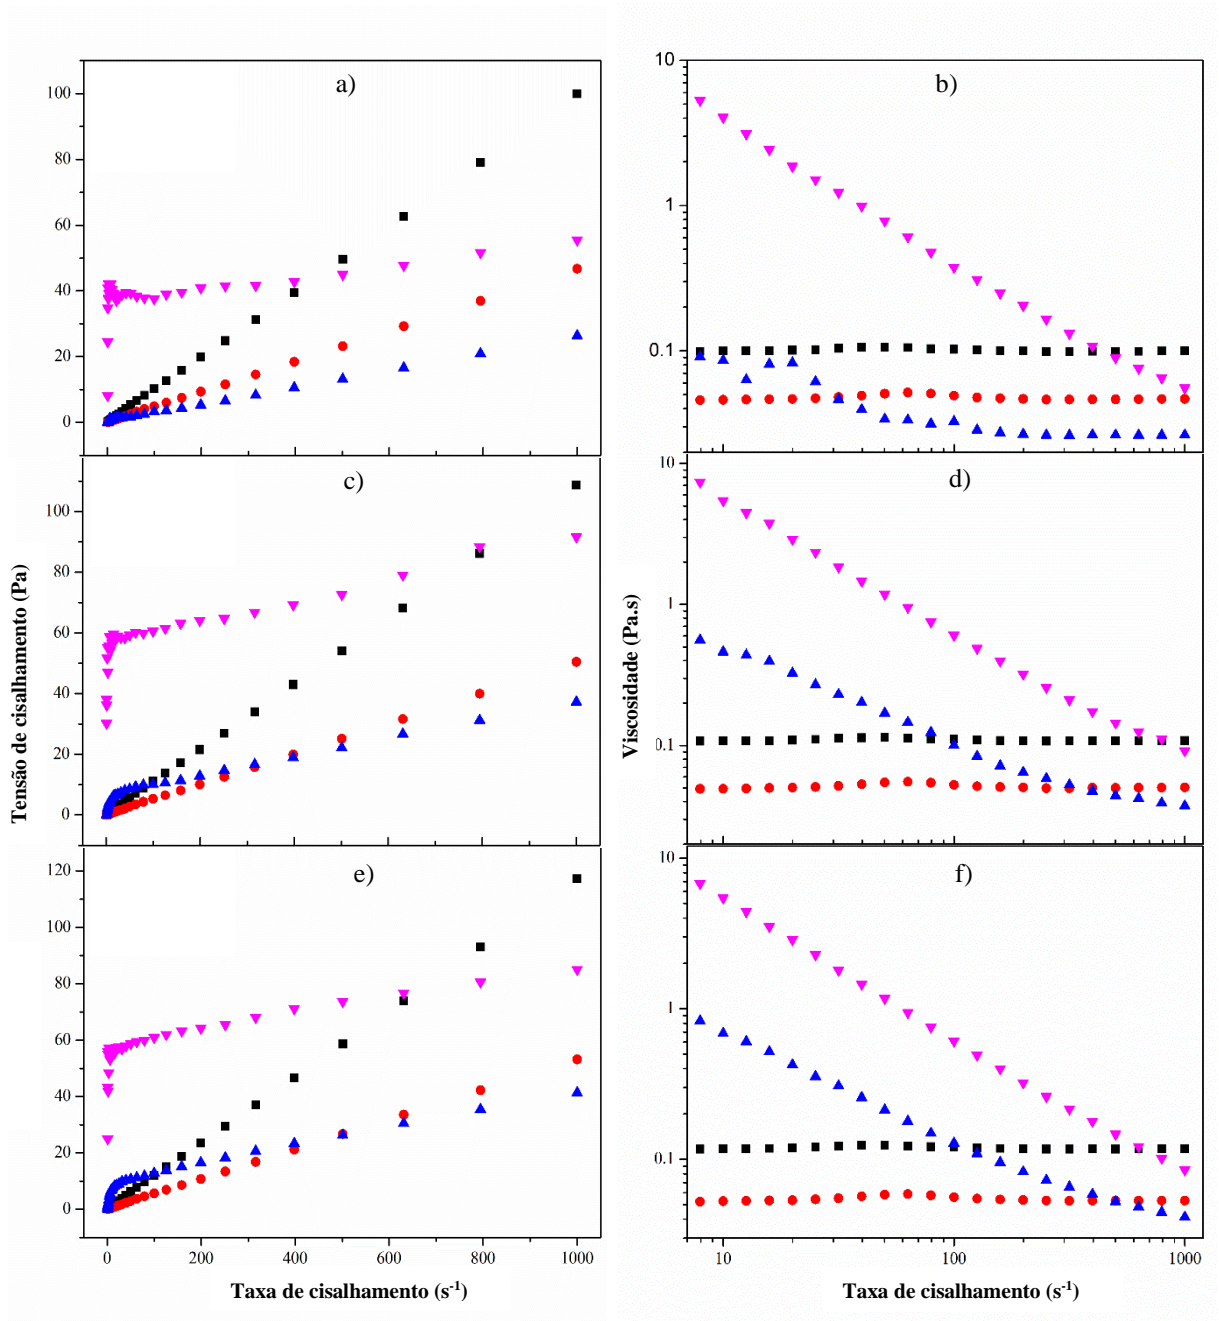 a)
100
80
60
40
20
0
b)
10
1
0.1
c)
100
80
60
40
20
0
d)
10
1
0.1
e)
120
100
80
60
40
20
0
f)
10
1
0.1
0 200 400 600 800 1000
10 100 1000
Tensão de cisalhamento (Pa)
Viscosidade (Pa.s)
Taxa de cisalhamento (s⁻¹)
Taxa de cisalhamento (s⁻¹)